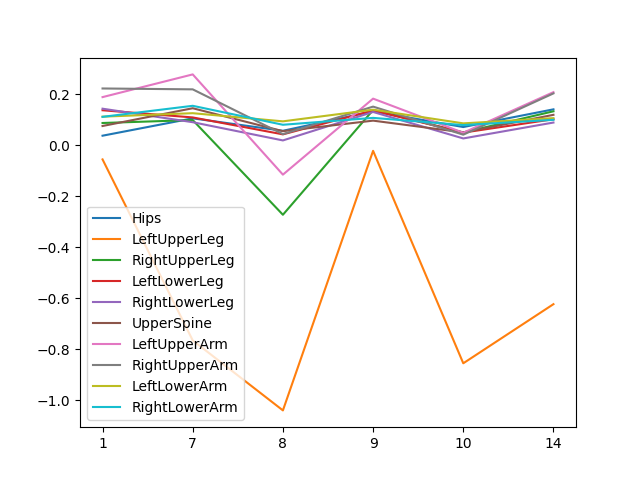 0.2
0.0
−0.2
−0.4
−0.6
−0.8
−1.0
Hips
LeftUpperLeg
RightUpperLeg
LeftLowerLeg
RightLowerLeg
UpperSpine
LeftUpperArm
RightUpperArm
LeftLowerArm
RightLowerArm
1 7 8 9 10 14